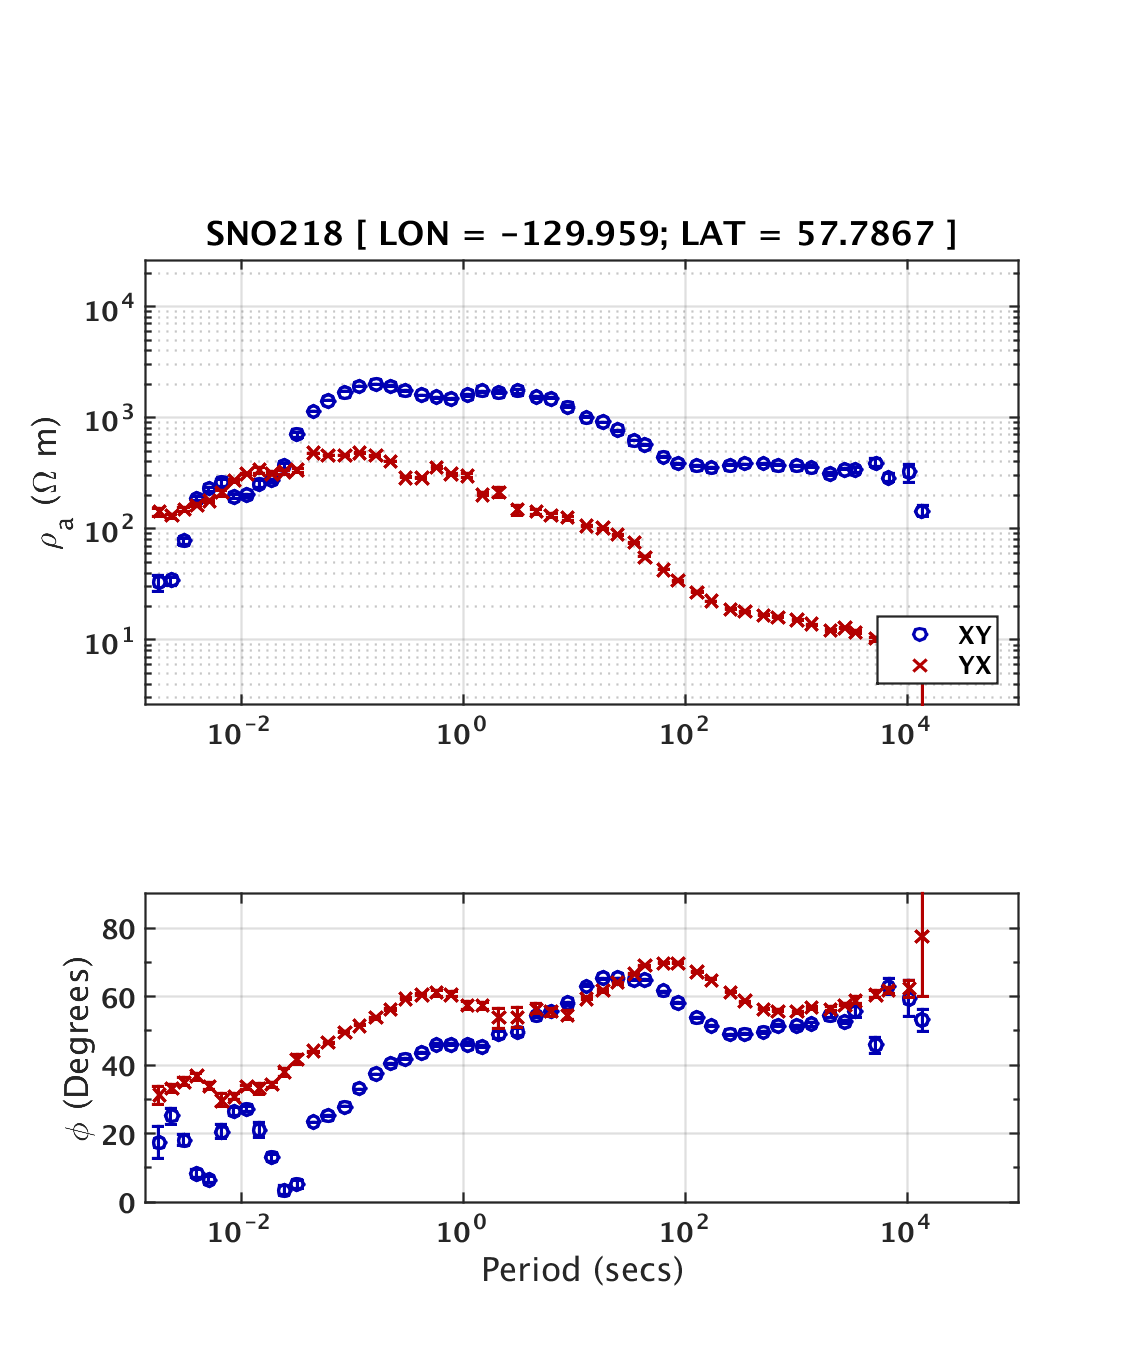 SNO218 [ LON = -129.959; LAT = 57.7867 ]
10^4
10^3
10^2
10^1
ρ_a (Ω m)
XY
YX
10^-2 10^0 10^2 10^4
80
60
40
20
0
ϕ (Degrees)
10^-2 10^0 10^2 10^4
Period (secs)